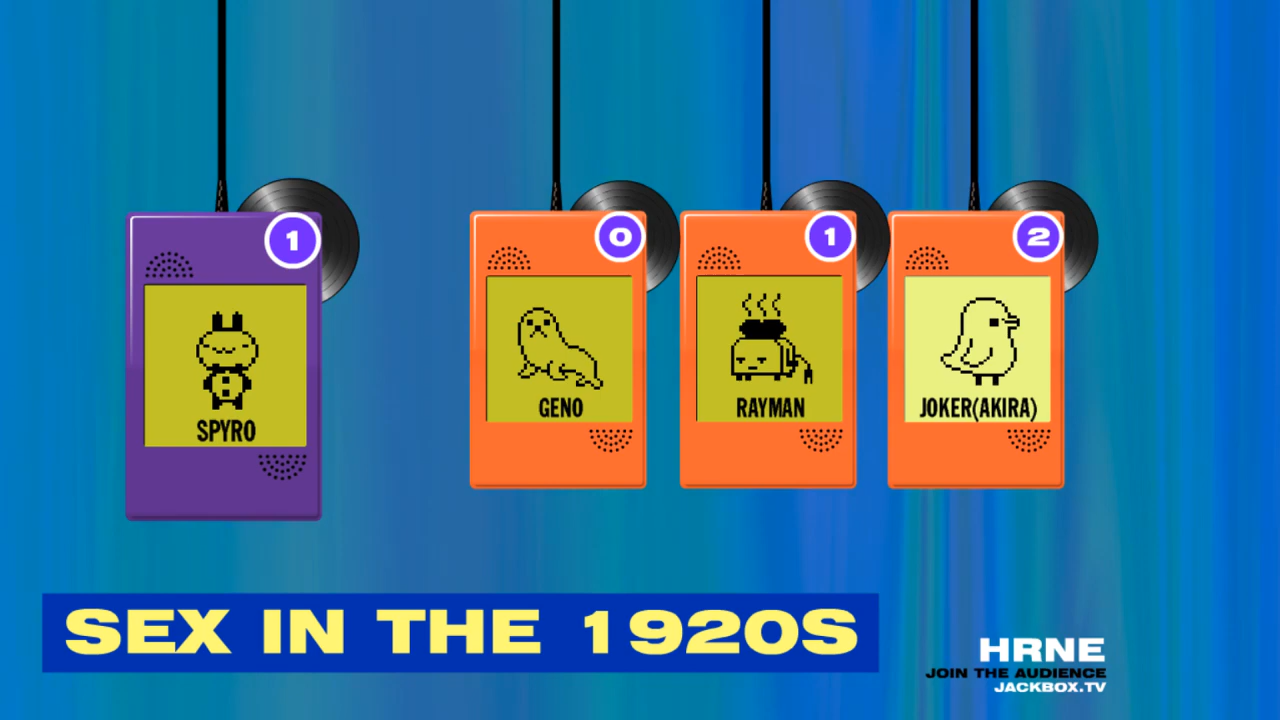 1
0
1
2
SPYRO
GENO
RAYMAN
JOKER(AKIRA)
SEX IN THE 1920S
HRNE
JOIN THE AUDIENCE
JACKBOX.TV